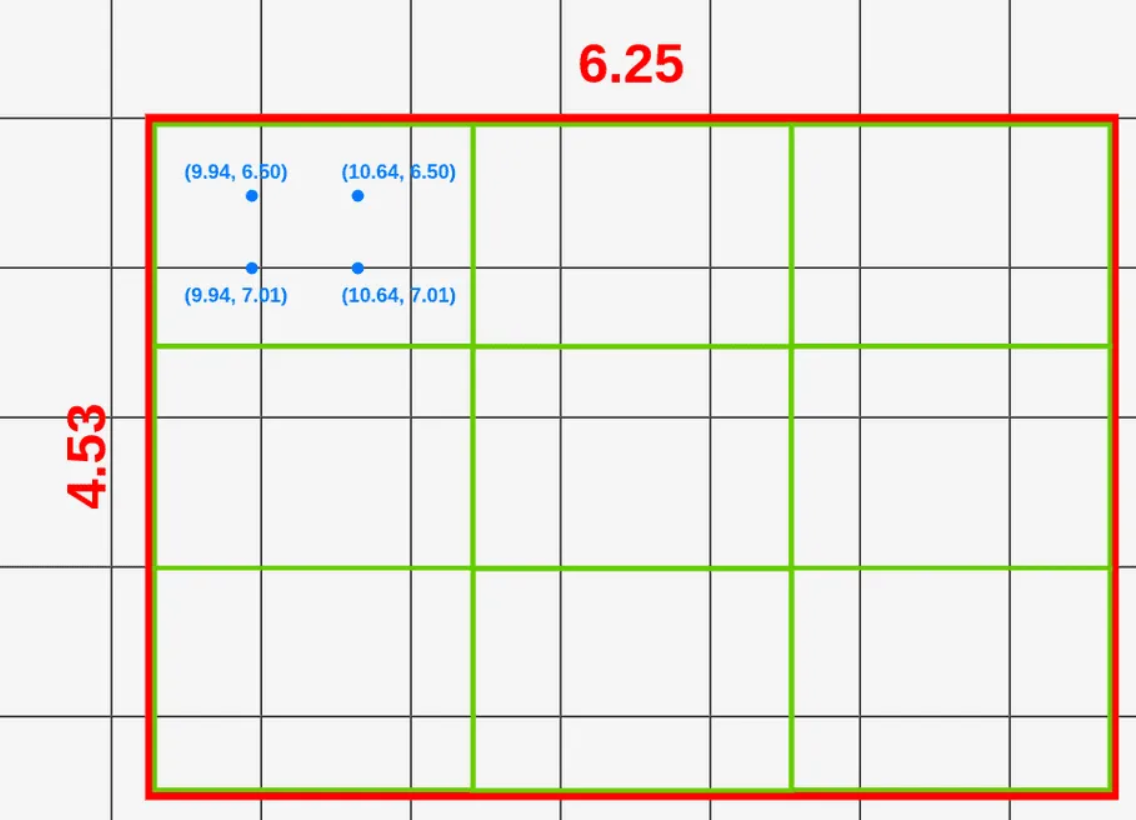 6.25
(9.94, 6.50) (10.64, 6.50)
(9.94, 7.01) (10.64, 7.01)
4.53